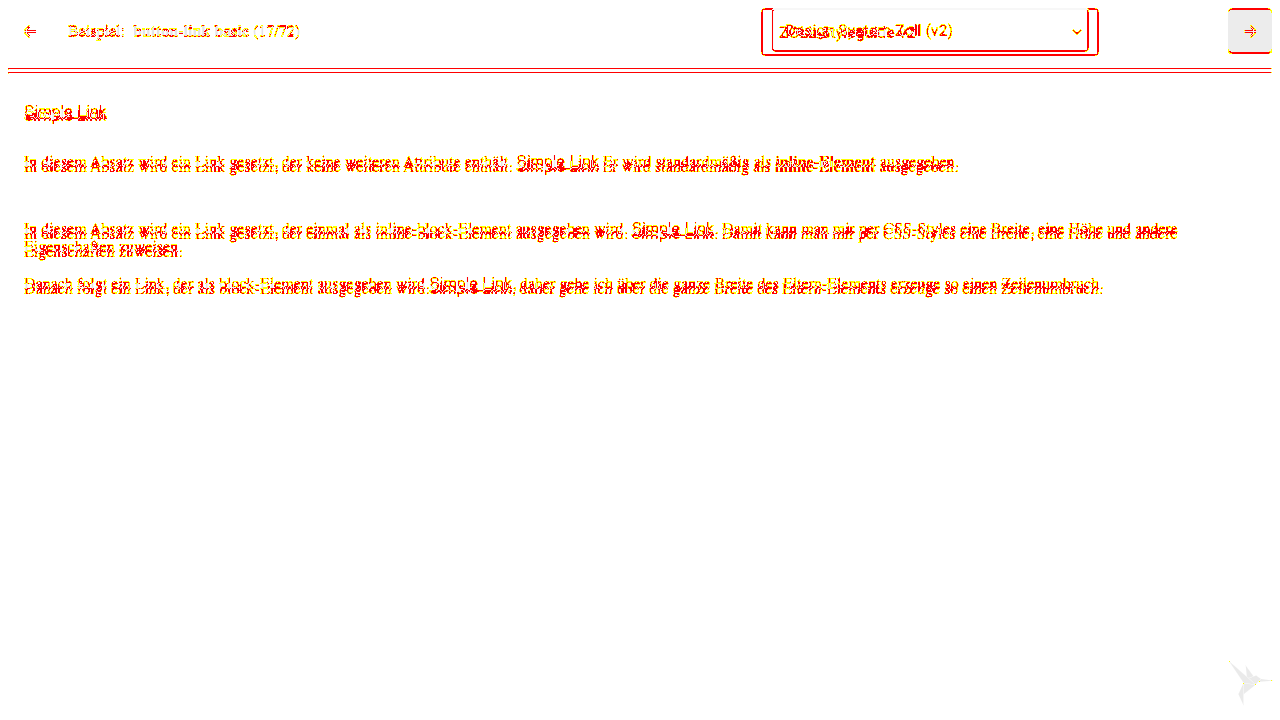 ← Beispiel: button-link basic (17/72) Design System Zoll (v2) →
Simple Link
In diesem Absatz wird ein Link gesetzt, der keine weiteren Attribute enthält. Simple Link Er wird standardmäßig als inline-Element ausgegeben.
In diesem Absatz wird ein Link gesetzt, der einmal als inline-block-Element ausgegeben wird. Simple Link. Damit kann man mir per CSS-Styles eine Breite, eine Höhe und andere
Eigenschaften zuweisen.
Danach folgt ein Link, der als block-Element ausgegeben wird Simple Link, daher gehe ich über die ganze Breite des Eltern-Elements erzeuge so einen Zeilenumbruch.